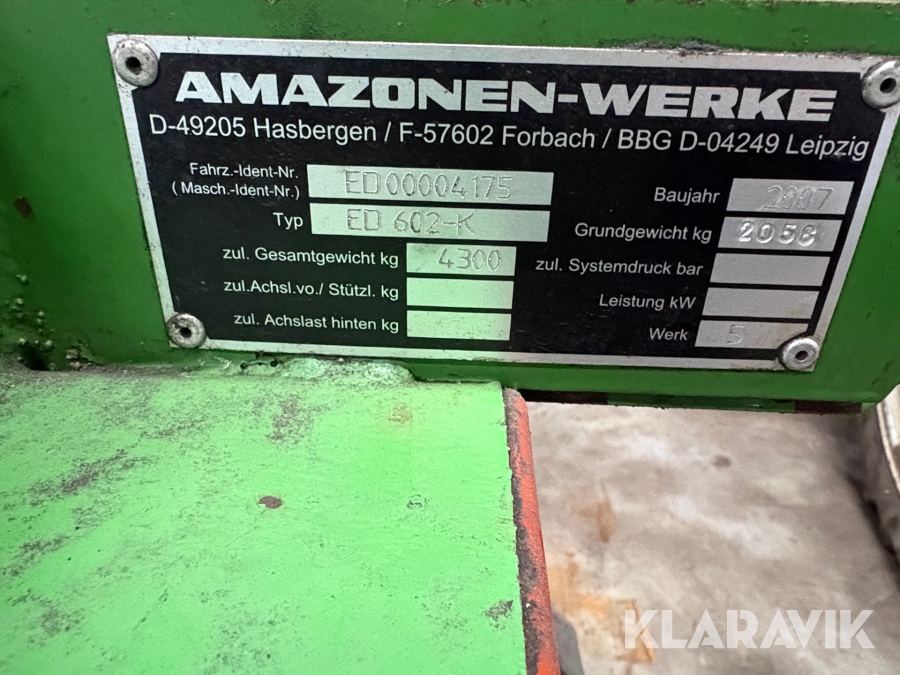 AMAZONEN-WERKE
D-49205 Hasbergen / F-57602 Forbach / BBG D-04249 Leipzig
Fahrz.-Ident-Nr.
( Masch.-Ident-Nr.) ED00004175
Baujahr 2007
Typ ED 602-K
Grundgewicht kg 2058
zul. Gesamtgewicht kg 4300
zul. Systemdruck bar
zul.Achsl.vo./ Stützl. kg
Leistung kW
zul. Achslast hinten kg
Werk 5
KLARAVIK